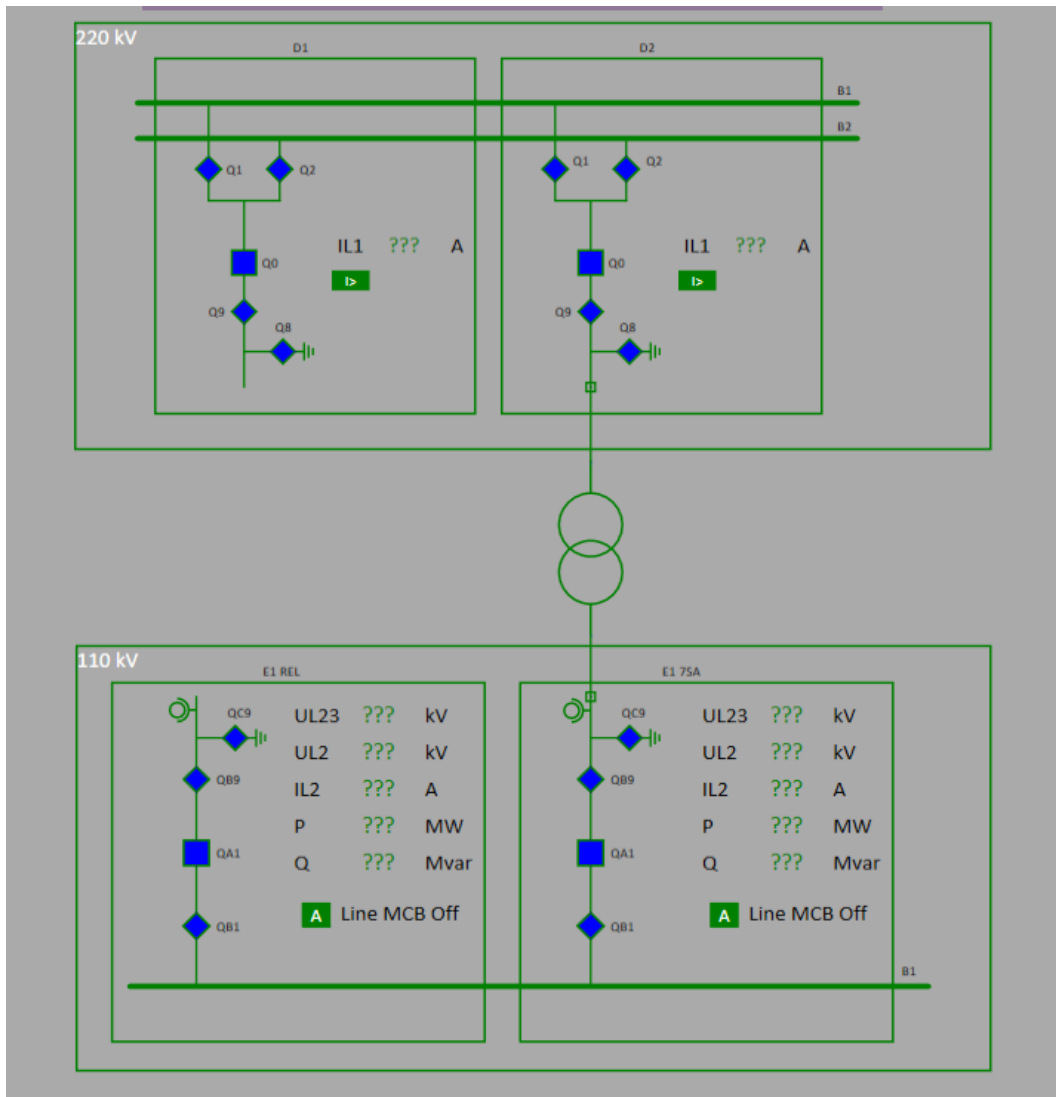 220 kV
D1
D2
B1
B2
Q1
Q2
Q1
Q2
IL1 ??? A
IL1 ??? A
Q0
Q0
I>
I>
Q9
Q9
Q8
Q8
110 kV
E1 REL
E1 7SA
QC9
UL23 ??? kV
QC9
UL23 ??? kV
UL2 ??? kV
UL2 ??? kV
QB9
IL2 ??? A
QB9
IL2 ??? A
P ??? MW
P ??? MW
QA1
Q ??? Mvar
QA1
Q ??? Mvar
A Line MCB Off
A Line MCB Off
QB1
QB1
B1